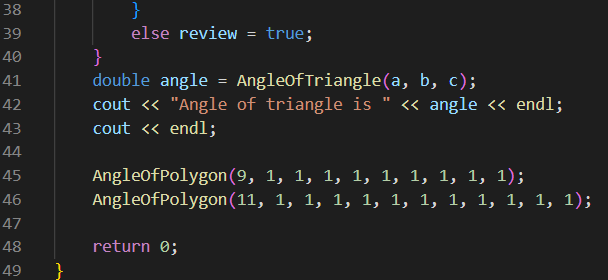 38 }
39 else review = true;
40 }
41 double angle = AngleOfTriangle(a, b, c);
42 cout << "Angle of triangle is " << angle << endl;
43 cout << endl;
44
45 AngleOfPolygon(9, 1, 1, 1, 1, 1, 1, 1, 1, 1);
46 AngleOfPolygon(11, 1, 1, 1, 1, 1, 1, 1, 1, 1, 1, 1);
47
48 return 0;
49 }